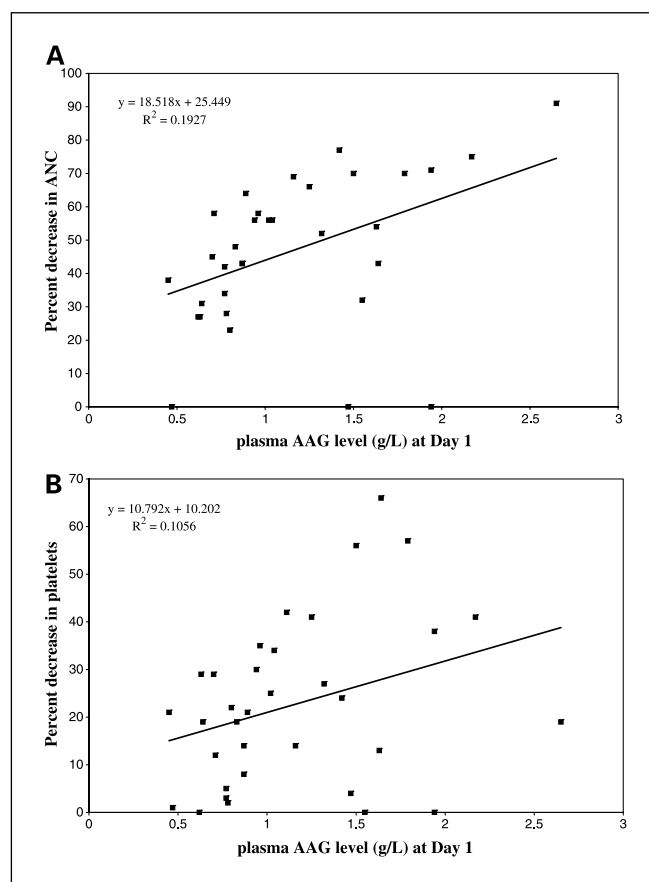 A
100
90
80
70
60
50
40
30
20
10
0
Percent decrease in ANC
y = 18.518x + 25.449
R² = 0.1927
0 0.5 1 1.5 2 2.5 3
plasma AAG level (g/L) at Day 1
B
70
60
50
40
30
20
10
0
Percent decrease in platelets
y = 10.792x + 10.202
R² = 0.1056
0 0.5 1 1.5 2 2.5 3
plasma AAG level (g/L) at Day 1